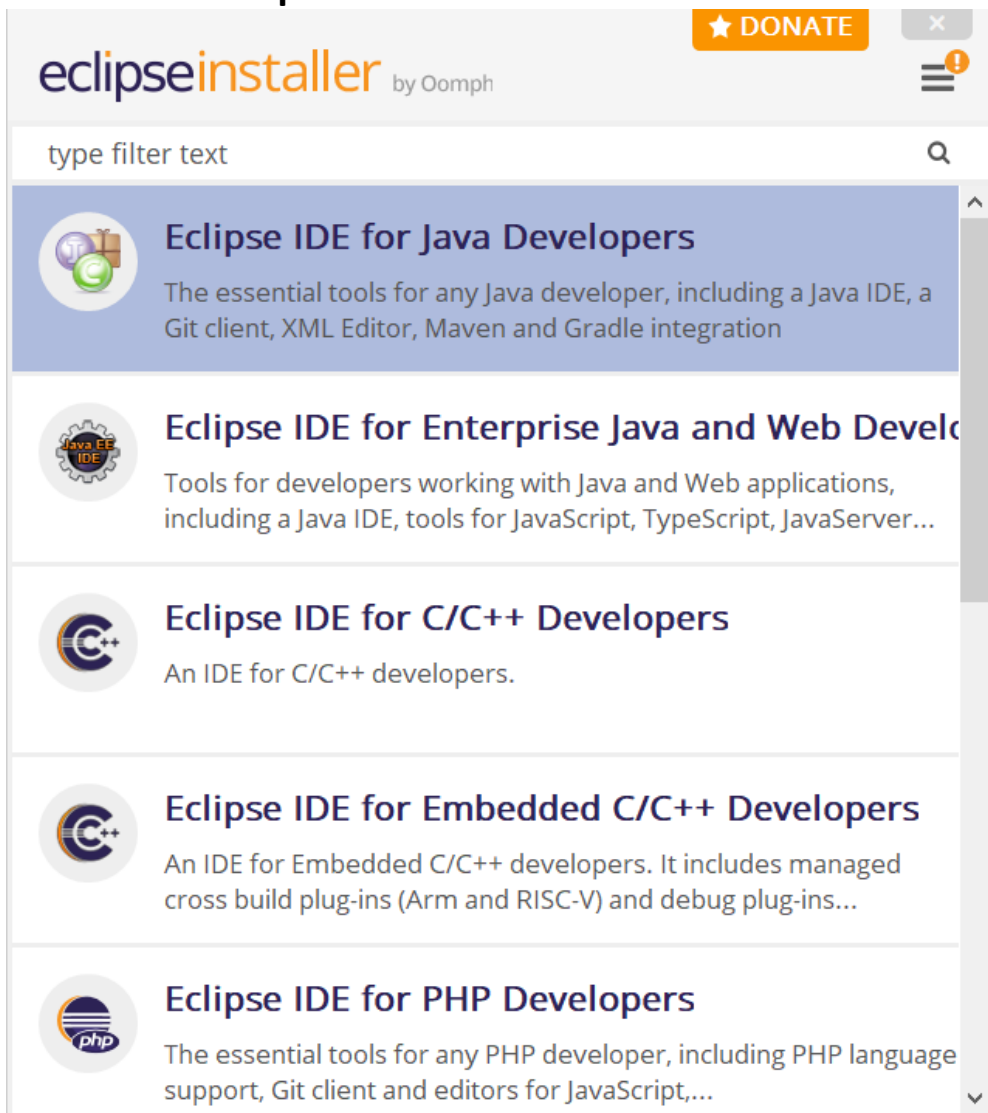 ★ DONATE
×
eclipseinstaller by Oomph
!
type filter text
Eclipse IDE for Java Developers
The essential tools for any Java developer, including a Java IDE, a
Git client, XML Editor, Maven and Gradle integration
Java EE
IDE
Eclipse IDE for Enterprise Java and Web Develo
Tools for developers working with Java and Web applications,
including a Java IDE, tools for JavaScript, TypeScript, JavaServer...
C++
Eclipse IDE for C/C++ Developers
An IDE for C/C++ developers.
C++
Eclipse IDE for Embedded C/C++ Developers
An IDE for Embedded C/C++ developers. It includes managed
cross build plug-ins (Arm and RISC-V) and debug plug-ins...
php
Eclipse IDE for PHP Developers
The essential tools for any PHP developer, including PHP language
support, Git client and editors for JavaScript,...